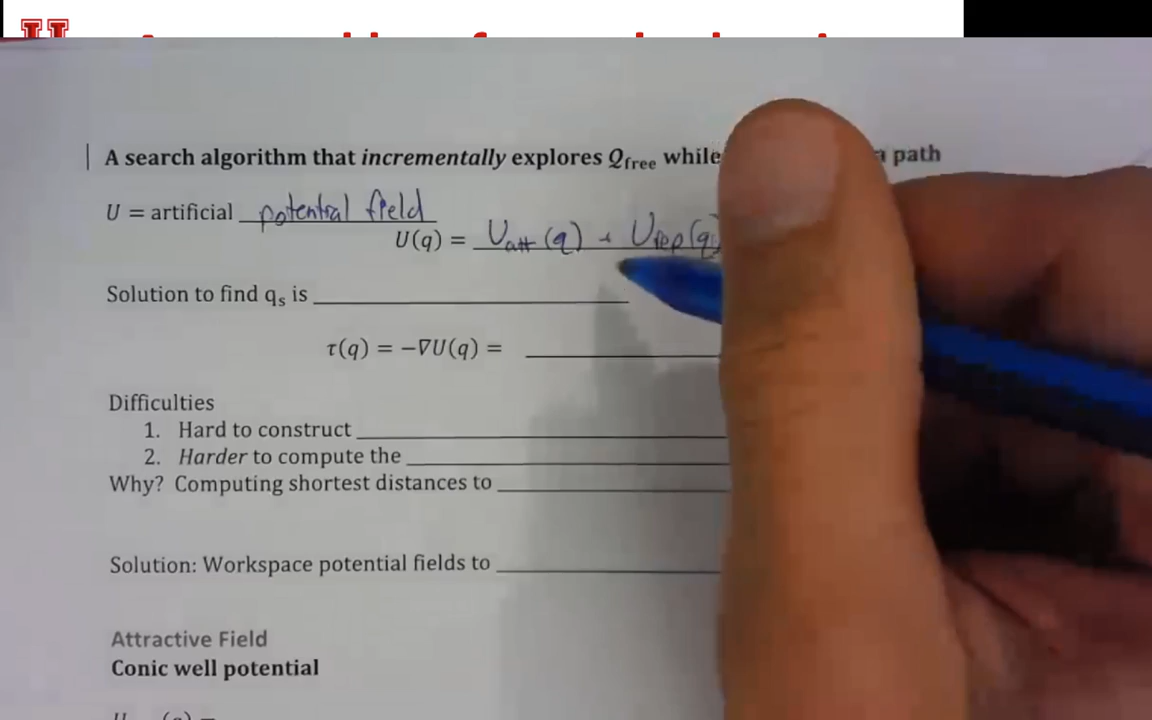 A search algorithm that incrementally explores Qfree while path
U = artificial potential field
U(q) = Uatt (q) + Urep(q)
Solution to find qs is
τ(q) = −∇U(q) =
Difficulties
1. Hard to construct
2. Harder to compute the
Why? Computing shortest distances to
Solution: Workspace potential fields to
Attractive Field
Conic well potential